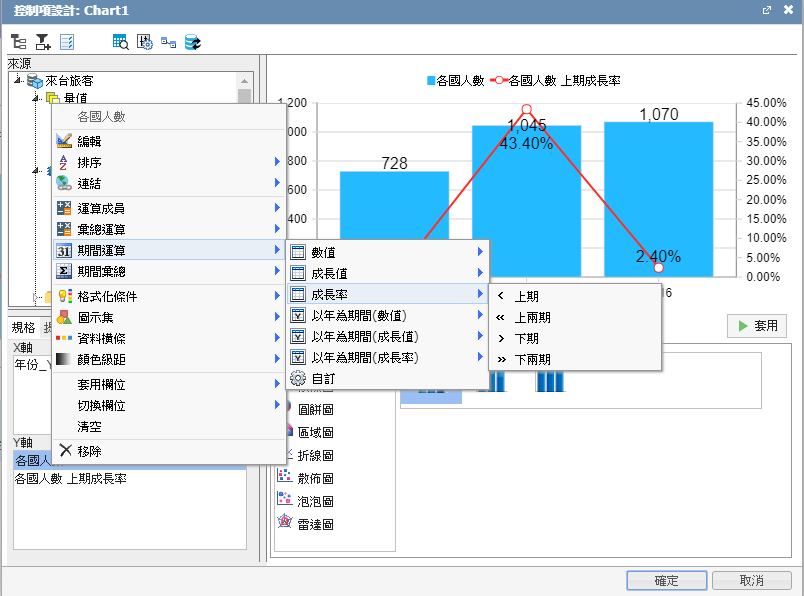 控制項設計: Chart1
來源
來台旅客
量值
各國人數
編輯
排序
連結
運算成員
彙總運算
期間運算
期間彙總
格式化條件
圖示集
資料橫條
顏色級距
套用欄位
切換欄位
清空
移除
數值
成長值
成長率
以年為期間(數值)
以年為期間(成長值)
以年為期間(成長率)
自訂
上期
上兩期
下期
下兩期
規格
X軸
年份_Y
Y軸
各國人
各國人數 上期成長率
圓餅圖
區域圖
折線圖
散佈圖
泡泡圖
雷達圖
各國人數 各國人數 上期成長率
1,200
000
800
600
400
728
1,045
43.40%
1,070
2.40%
16
45.00%
40.00%
35.00%
30.00%
25.00%
20.00%
15.00%
10.00%
5.00%
0.00%
套用
確定
取消